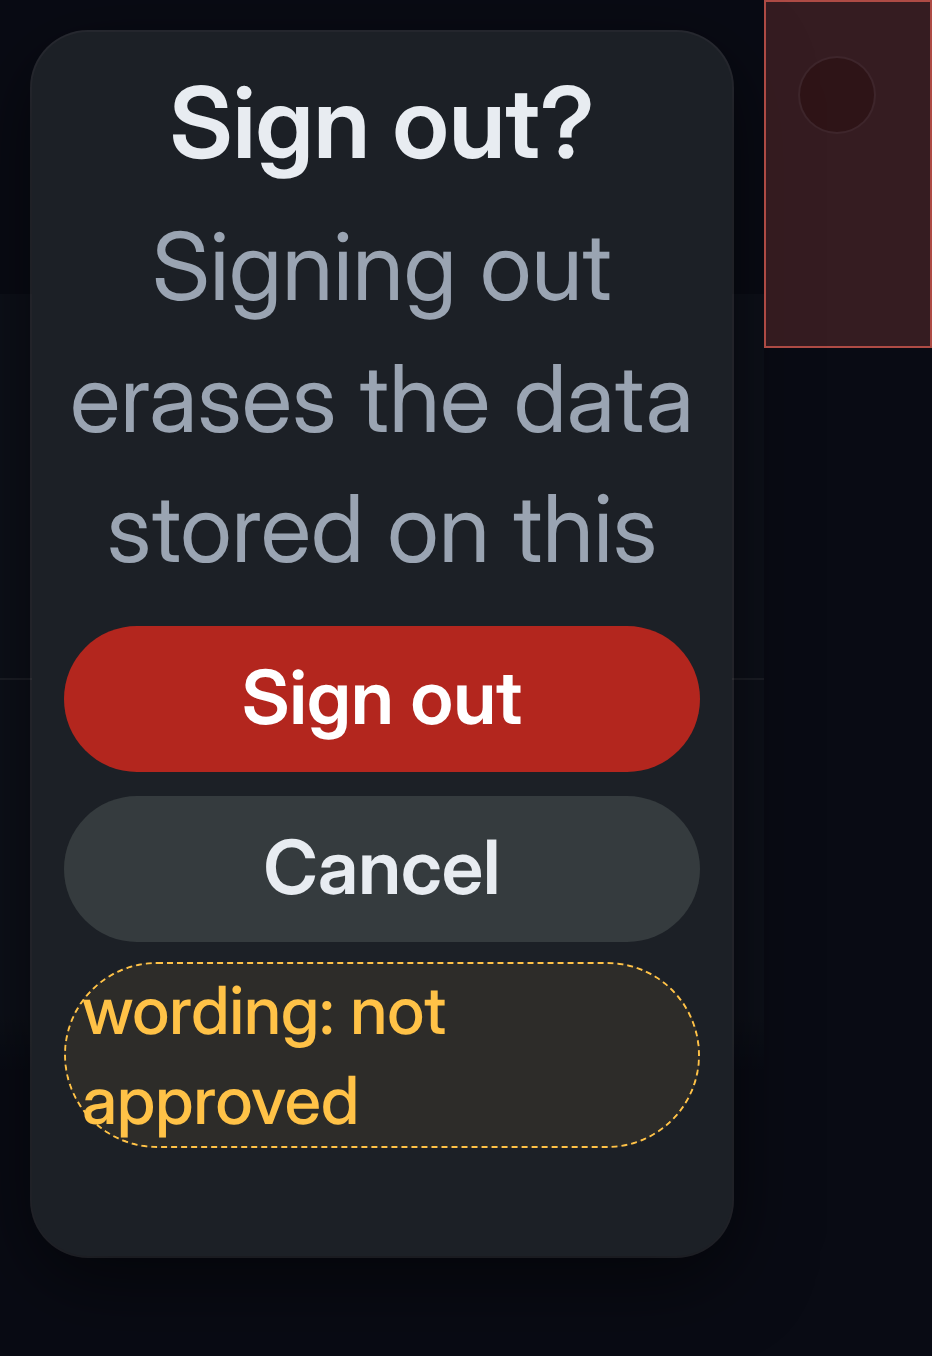 Sign out?
Signing out
erases the data
stored on this
Sign out
Cancel
wording: not
approved